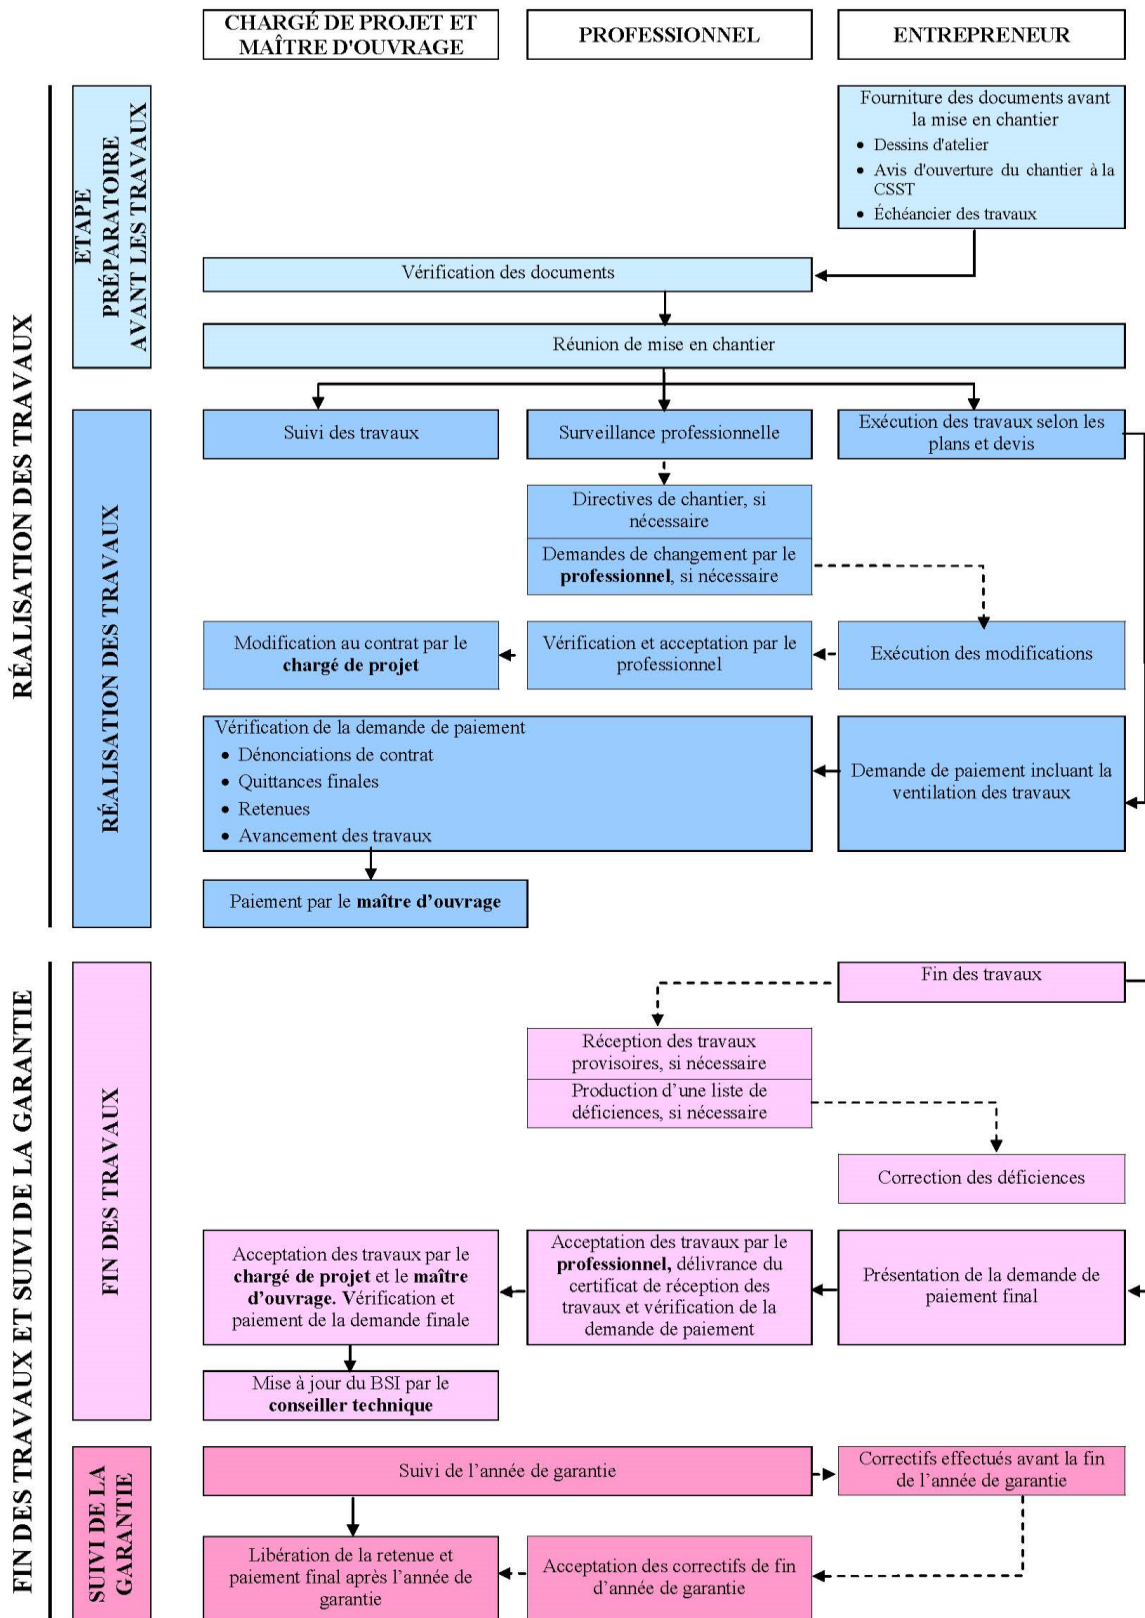 CHARGÉ DE PROJET ET
MAÎTRE D'OUVRAGE
PROFESSIONNEL
ENTREPRENEUR
RÉALISATION DES TRAVAUX
ETAPE
PRÉPARATOIRE
AVANT LES TRAVAUX
Fourniture des documents avant
la mise en chantier
• Dessins d'atelier
• Avis d'ouverture du chantier à la
CSST
• Échéancier des travaux
Vérification des documents
Réunion de mise en chantier
RÉALISATION DES TRAVAUX
Suivi des travaux
Surveillance professionnelle
Exécution des travaux selon les
plans et devis
Directives de chantier, si
nécessaire
Demandes de changement par le
professionnel, si nécessaire
Modification au contrat par le
chargé de projet
Vérification et acceptation par le
professionnel
Exécution des modifications
Vérification de la demande de paiement
• Dénonciations de contrat
• Quittances finales
• Retenues
• Avancement des travaux
Demande de paiement incluant la
ventilation des travaux
Paiement par le maître d’ouvrage
FIN DES TRAVAUX ET SUIVI DE LA GARANTIE
FIN DES TRAVAUX
Fin des travaux
Réception des travaux
provisoires, si nécessaire
Production d’une liste de
déficiences, si nécessaire
Correction des déficiences
Acceptation des travaux par le
chargé de projet et le maître
d’ouvrage. Vérification et
paiement de la demande finale
Acceptation des travaux par le
professionnel, délivrance du
certificat de réception des
travaux et vérification de la
demande de paiement
Présentation de la demande de
paiement final
Mise à jour du BSI par le
conseiller technique
SUIVI DE LA
GARANTIE
Suivi de l’année de garantie
Correctifs effectués avant la fin
de l’année de garantie
Libération de la retenue et
paiement final après l’année de
garantie
Acceptation des correctifs de fin
d’année de garantie